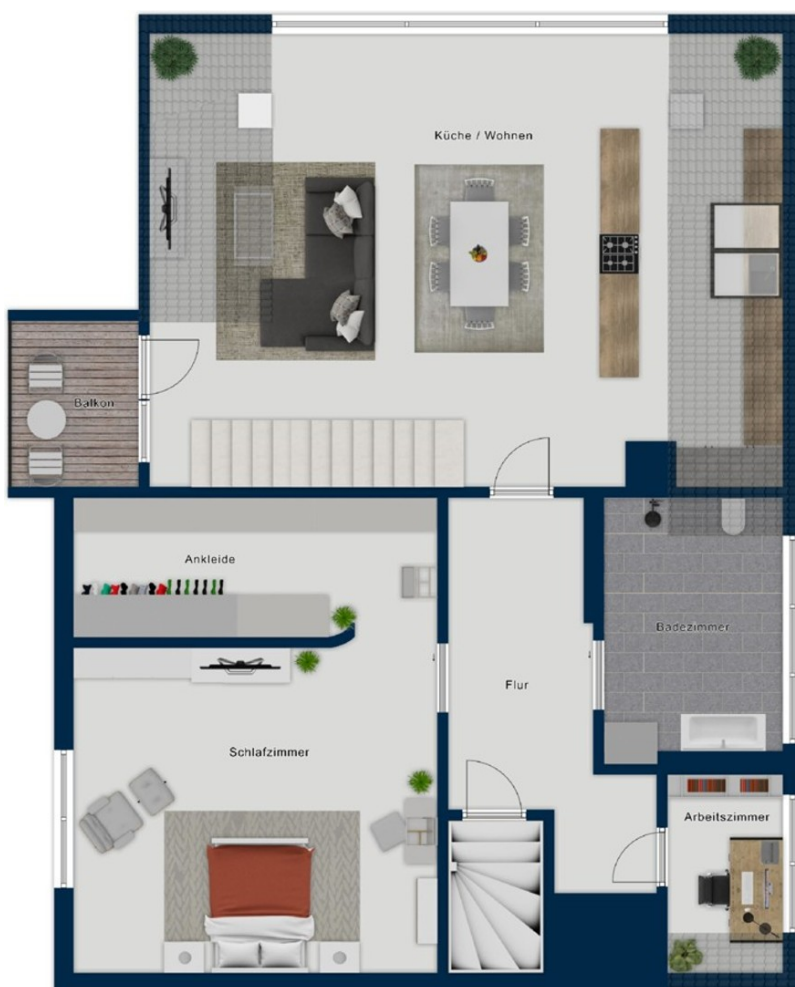 Küche / Wohnen
Balkon
Ankleide
Badezimmer
Flur
Schlafzimmer
Arbeitszimmer